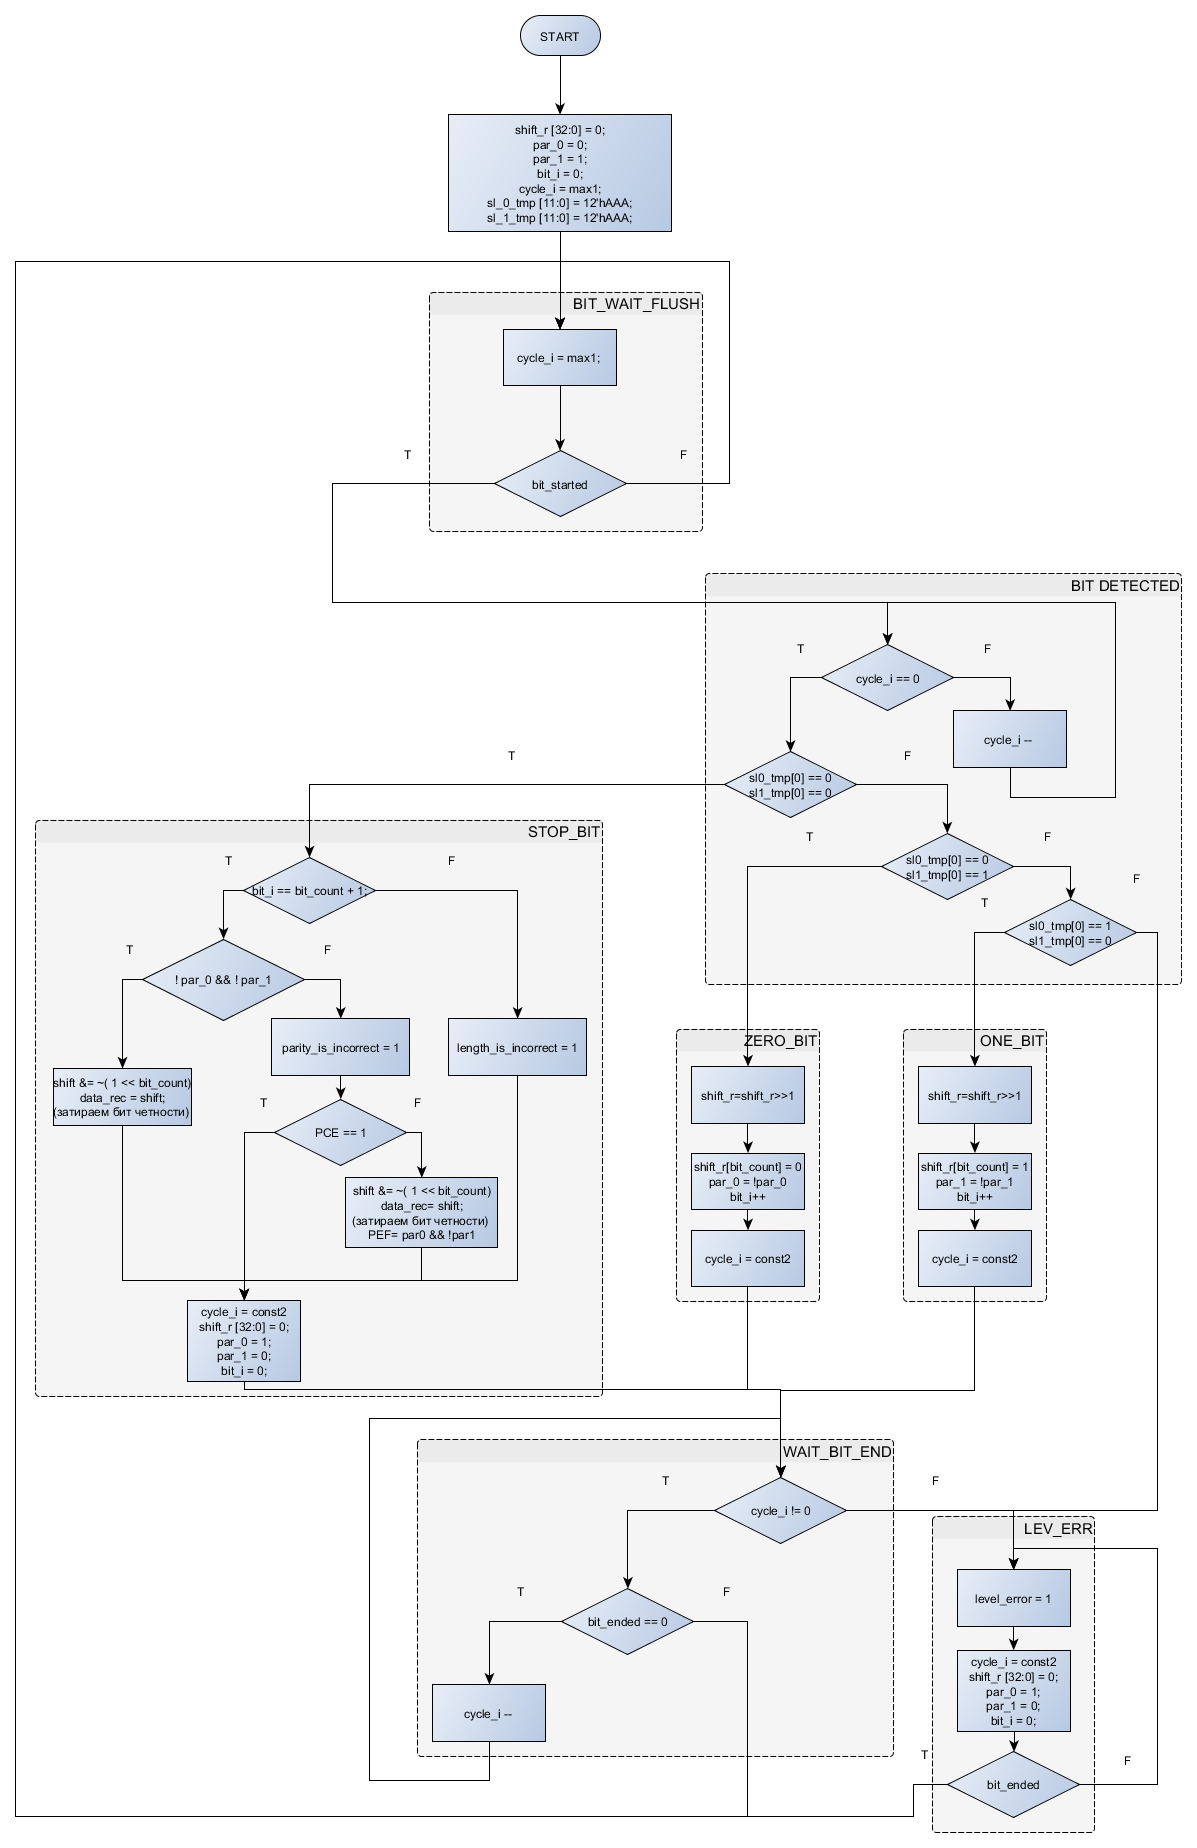 START
shift_r [32:0] = 0;
par_0 = 0;
par_1 = 1;
bit_i = 0;
cycle_i = max1;
sl_0_tmp [11:0] = 12'hAAA;
sl_1_tmp [11:0] = 12'hAAA;
BIT_WAIT_FLUSH
cycle_i = max1;
T
F
bit_started
BIT DETECTED
T
F
cycle_i == 0
cycle_i --
T
F
sl0_tmp[0] == 0
sl1_tmp[0] == 0
T
F
sl0_tmp[0] == 0
sl1_tmp[0] == 1
T
F
sl0_tmp[0] == 1
sl1_tmp[0] == 0
STOP_BIT
T
F
bit_i == bit_count + 1;
T
F
! par_0 && ! par_1
parity_is_incorrect = 1
length_is_incorrect = 1
shift &= ~( 1 << bit_count)
data_rec = shift;
(затираем бит четности)
T
F
PCE == 1
shift &= ~( 1 << bit_count)
data_rec= shift;
(затираем бит четности)
PEF= par0 && !par1
cycle_i = const2
shift_r [32:0] = 0;
par_0 = 1;
par_1 = 0;
bit_i = 0;
ZERO_BIT
shift_r=shift_r>>1
shift_r[bit_count] = 0
par_0 = !par_0
bit_i++
cycle_i = const2
ONE_BIT
shift_r=shift_r>>1
shift_r[bit_count] = 1
par_1 = !par_1
bit_i++
cycle_i = const2
WAIT_BIT_END
T
F
cycle_i != 0
T
F
bit_ended == 0
cycle_i --
LEV_ERR
level_error = 1
cycle_i = const2
shift_r [32:0] = 0;
par_0 = 1;
par_1 = 0;
bit_i = 0;
T
F
bit_ended